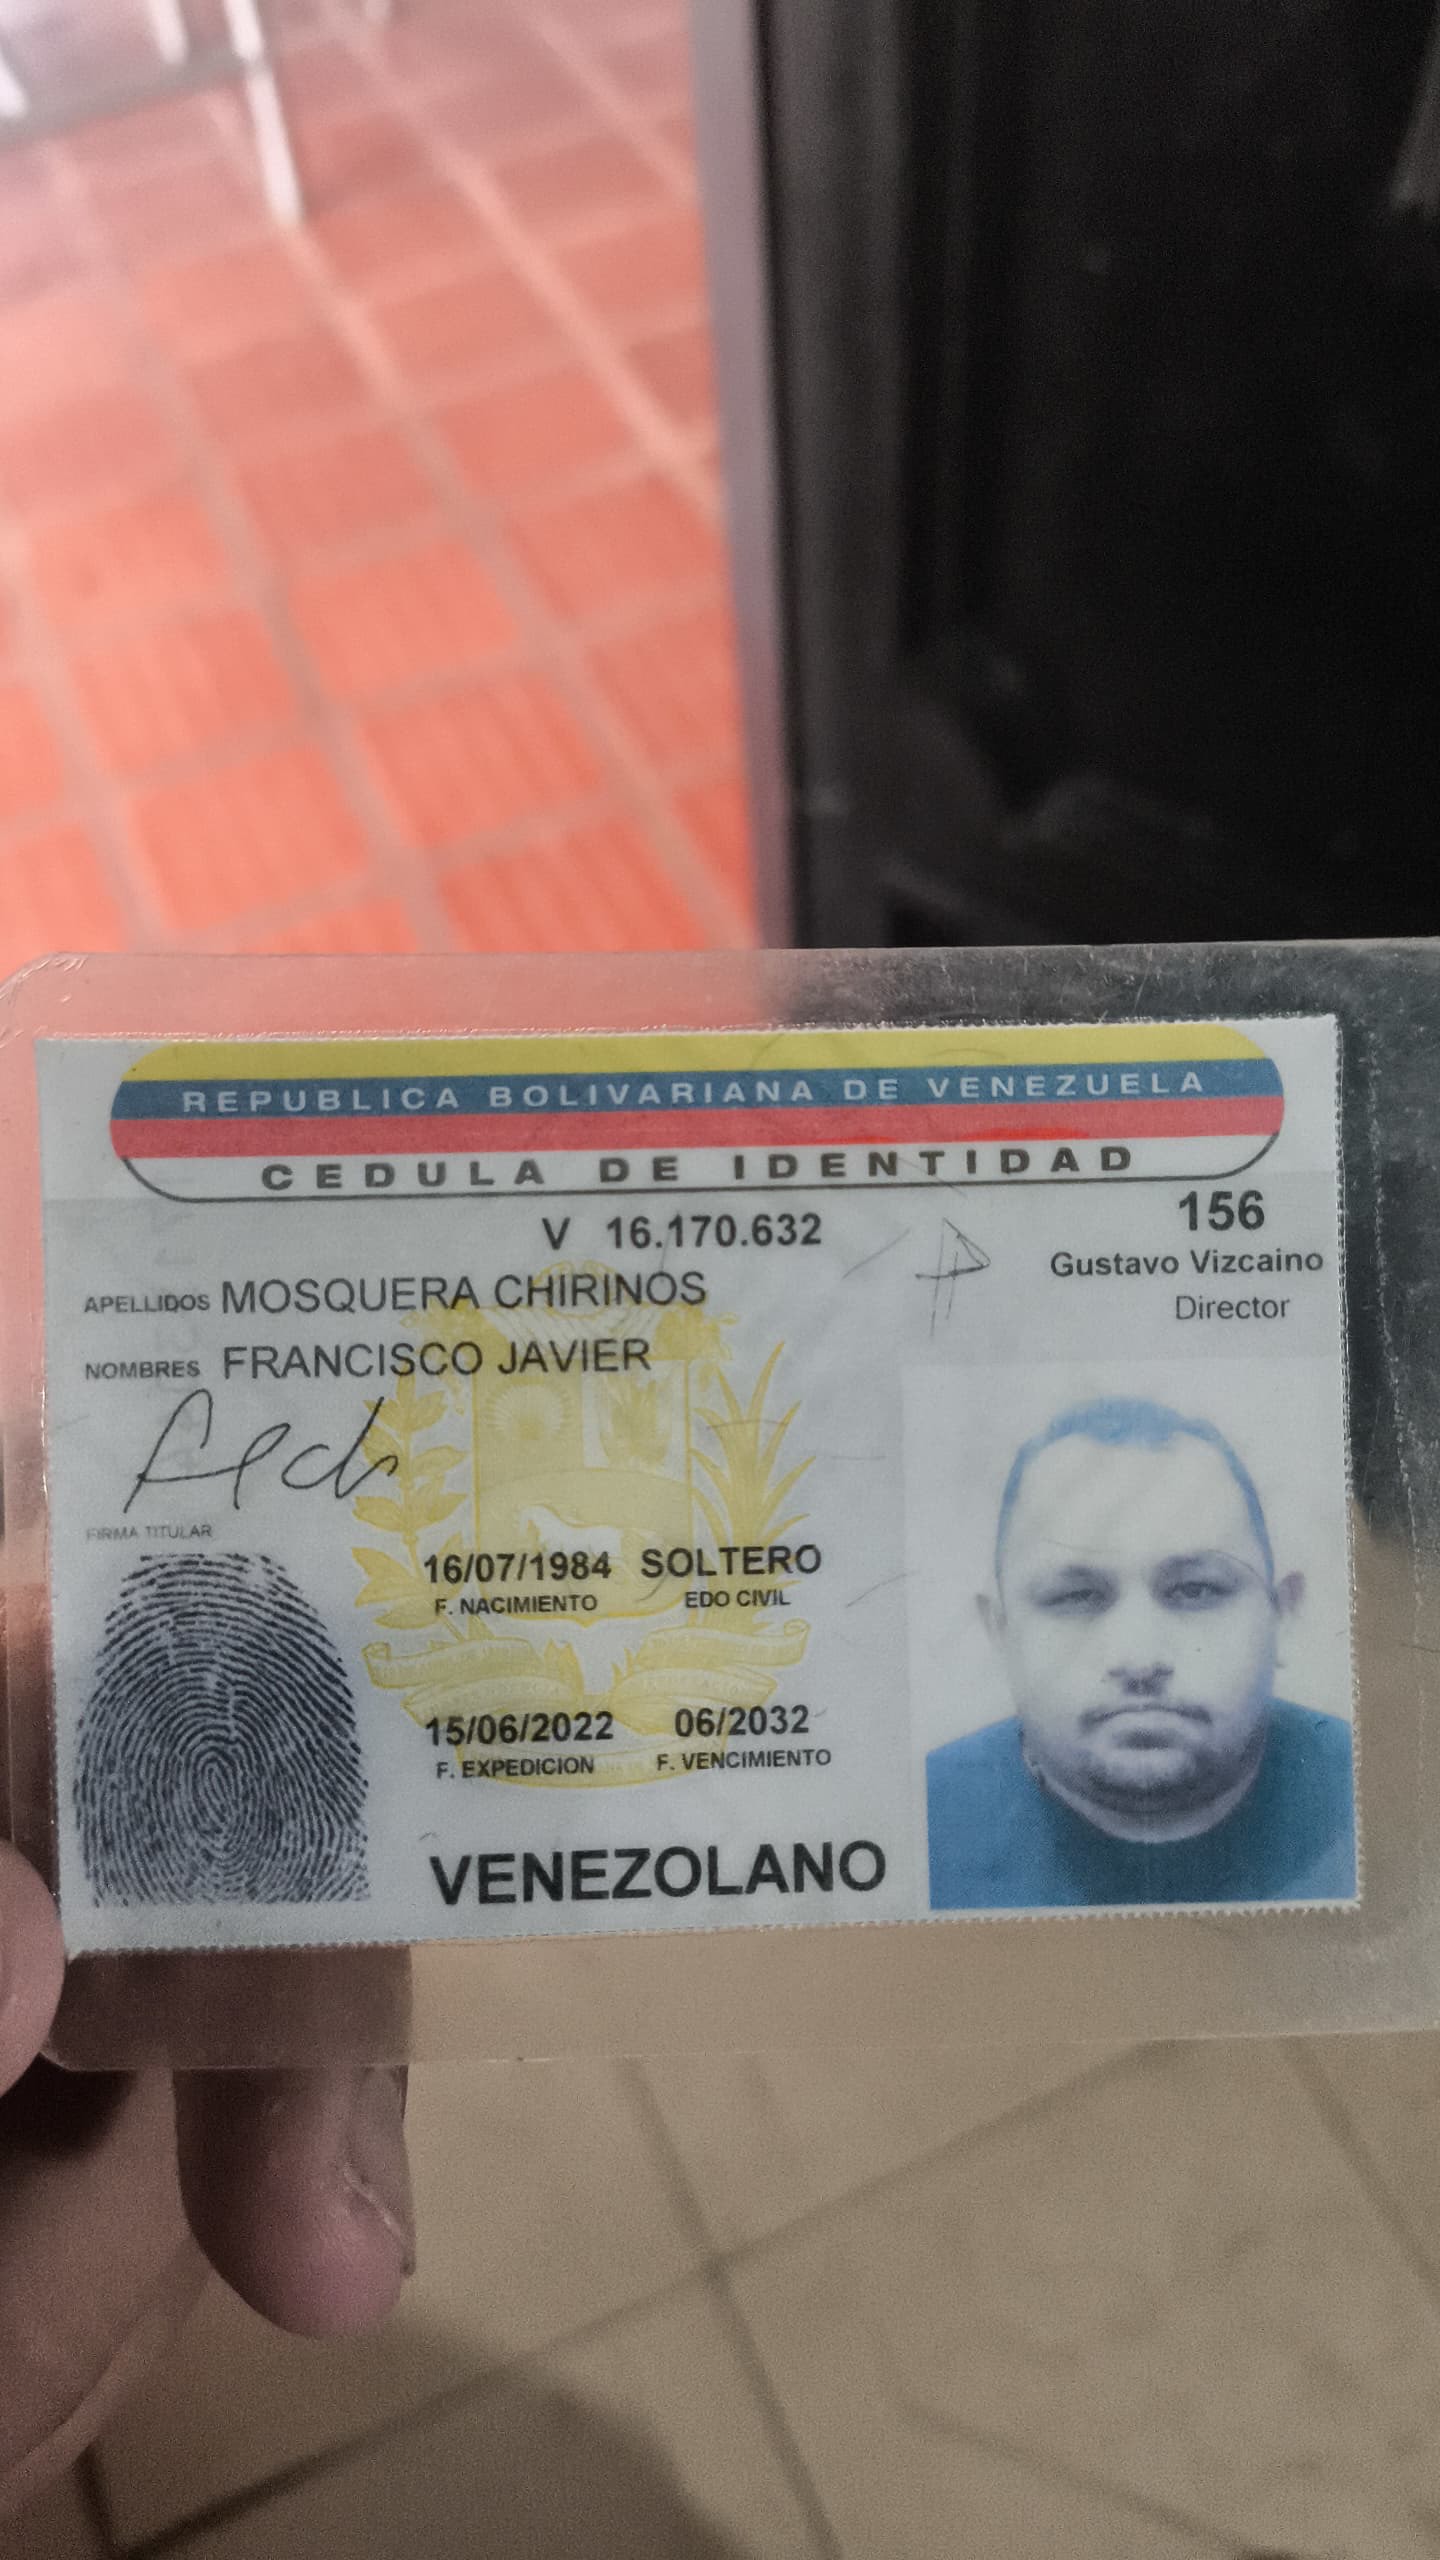 REPUBLICA BOLIVARIANA DE VENEZUELA
CEDULA DE IDENTIDAD
V 16.170.632
156
Gustavo Vizcaino
Director
APELLIDOS MOSQUERA CHIRINOS
NOMBRES FRANCISCO JAVIER
FIRMA TITULAR
16/07/1984 SOLTERO
F. NACIMIENTO EDO CIVIL
15/06/2022 06/2032
F. EXPEDICION F. VENCIMIENTO
VENEZOLANO